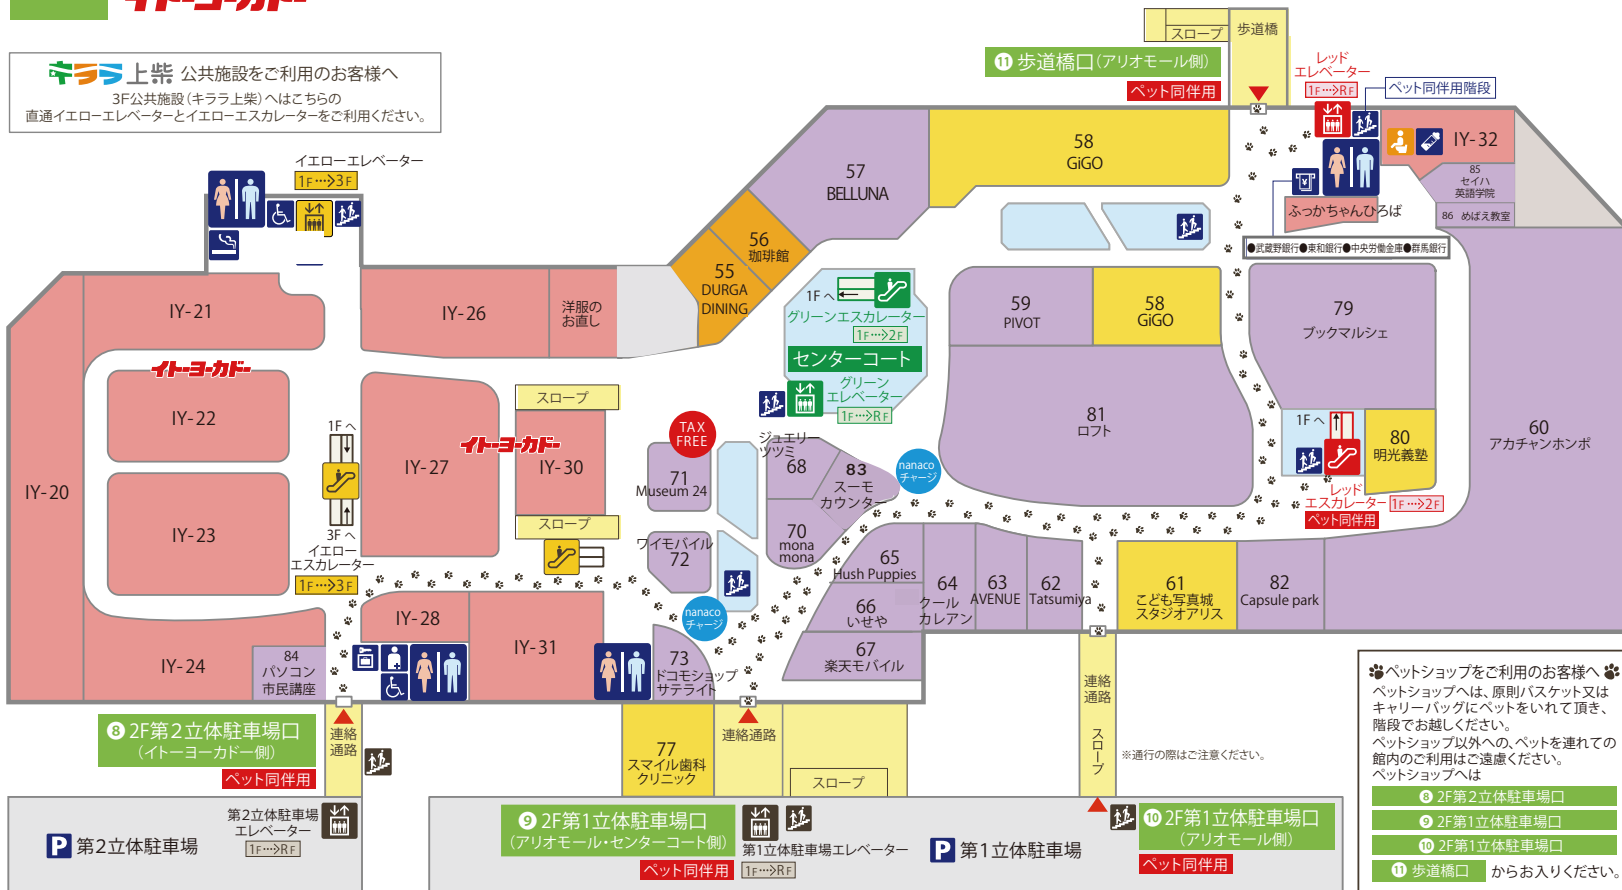 イトーヨーカドー
キララ上柴 公共施設をご利用のお客様へ
3F公共施設(キララ上柴)へはこちらの
直通イエローエレベーターとイエローエスカレーターをご利用ください。
イエローエレベーター
1F…>3F
スロープ
歩道橋
⓫ 歩道橋口(アリオモール側)
ペット同伴用
レッド
エレベーター
1F…>RF
ペット同伴用階段
58
GiGO
57
BELLUNA
IY-32
85
セイハ
英語学院
86 めばえ教室
ふっかちゃんひろば
●武蔵野銀行●東和銀行●中央労働金庫●群馬銀行
56
珈琲館
55
DURGA
DINING
IY-21
IY-26
洋服の
お直し
1Fへ
グリーンエスカレーター
1F…>2F
センターコート
グリーン
エレベーター
1F…>RF
59
PIVOT
58
GiGO
79
ブックマルシェ
イトーヨーカドー
IY-22
IY-20
IY-23
1Fへ
3Fへ
イエロー
エスカレーター
1F…>3F
IY-27
イトーヨーカドー
スロープ
IY-30
スロープ
TAX
FREE
71
Museum 24
ワイモバイル
72
nanaco
チャージ
ジュエリー
ツツミ
68
83
スーモ
カウンター
nanaco
チャージ
70
mona
mona
81
ロフト
1Fへ
80
明光義塾
レッド
エスカレーター
1F…>2F
ペット同伴用
60
アカチャンホンポ
65
Hush Puppies
66
いせや
67
楽天モバイル
64
クール
カレアン
63
AVENUE
62
Tatsumiya
61
こども写真城
スタジオアリス
82
Capsule park
IY-24
84
パソコン
市民講座
IY-28
IY-31
73
ドコモショップ
サテライト
❽ 2F第2立体駐車場口
(イトーヨーカドー側)
ペット同伴用
連絡
通路
77
スマイル歯科
クリニック
連絡通路
スロープ
連絡
通路
スロープ
※通行の際はご注意ください。
P 第2立体駐車場
第2立体駐車場
エレベーター
1F…>RF
❾ 2F第1立体駐車場口
(アリオモール・センターコート側)
ペット同伴用
第1立体駐車場エレベーター
1F…>RF
P 第1立体駐車場
❿ 2F第1立体駐車場口
(アリオモール側)
ペット同伴用
ペットショップをご利用のお客様へ
ペットショップへは、原則バスケット又は
キャリーバッグにペットをいれて頂き、
階段でお越しください。
ペットショップ以外への、ペットを連れての
館内のご利用はご遠慮ください。
ペットショップへは
❽ 2F第2立体駐車場口
❾ 2F第1立体駐車場口
❿ 2F第1立体駐車場口
⓫ 歩道橋口 からお入りください。